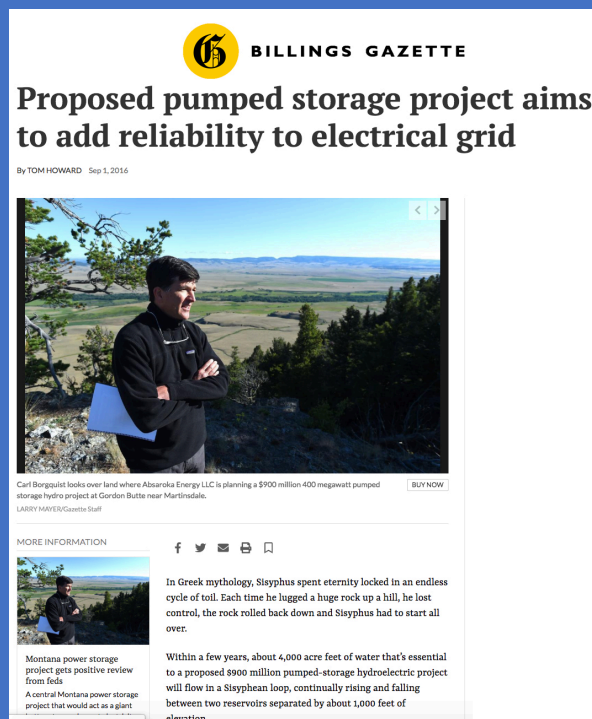 BILLINGS GAZETTE
Proposed pumped storage project aims
to add reliability to electrical grid
By TOM HOWARD Sep 1, 2016
Carl Borgquist looks over land where Absaroka Energy LLC is planning a $900 million 400 megawatt pumped
storage hydro project at Gordon Butte near Martinsdale.
BUY NOW
LARRY MAYER/Gazette Staff
MORE INFORMATION
Montana power storage
project gets positive review
from feds
A central Montana power storage
project that would act as a giant
In Greek mythology, Sisyphus spent eternity locked in an endless
cycle of toil. Each time he lugged a huge rock up a hill, he lost
control, the rock rolled back down and Sisyphus had to start all
over.
Within a few years, about 4,000 acre feet of water that's essential
to a proposed $900 million pumped-storage hydroelectric project
will flow in a Sisyphean loop, continually rising and falling
between two reservoirs separated by about 1,000 feet of
elevation